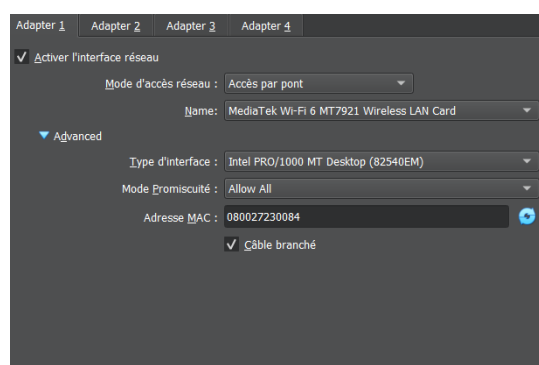 Adapter 1 Adapter 2 Adapter 3 Adapter 4
Activer l'interface réseau
Mode d'accès réseau : Accès par pont
Name: MediaTek Wi-Fi 6 MT7921 Wireless LAN Card
Advanced
Type d'interface : Intel PRO/1000 MT Desktop (82540EM)
Mode Promiscuité : Allow All
Adresse MAC : 080027230084
Câble branché